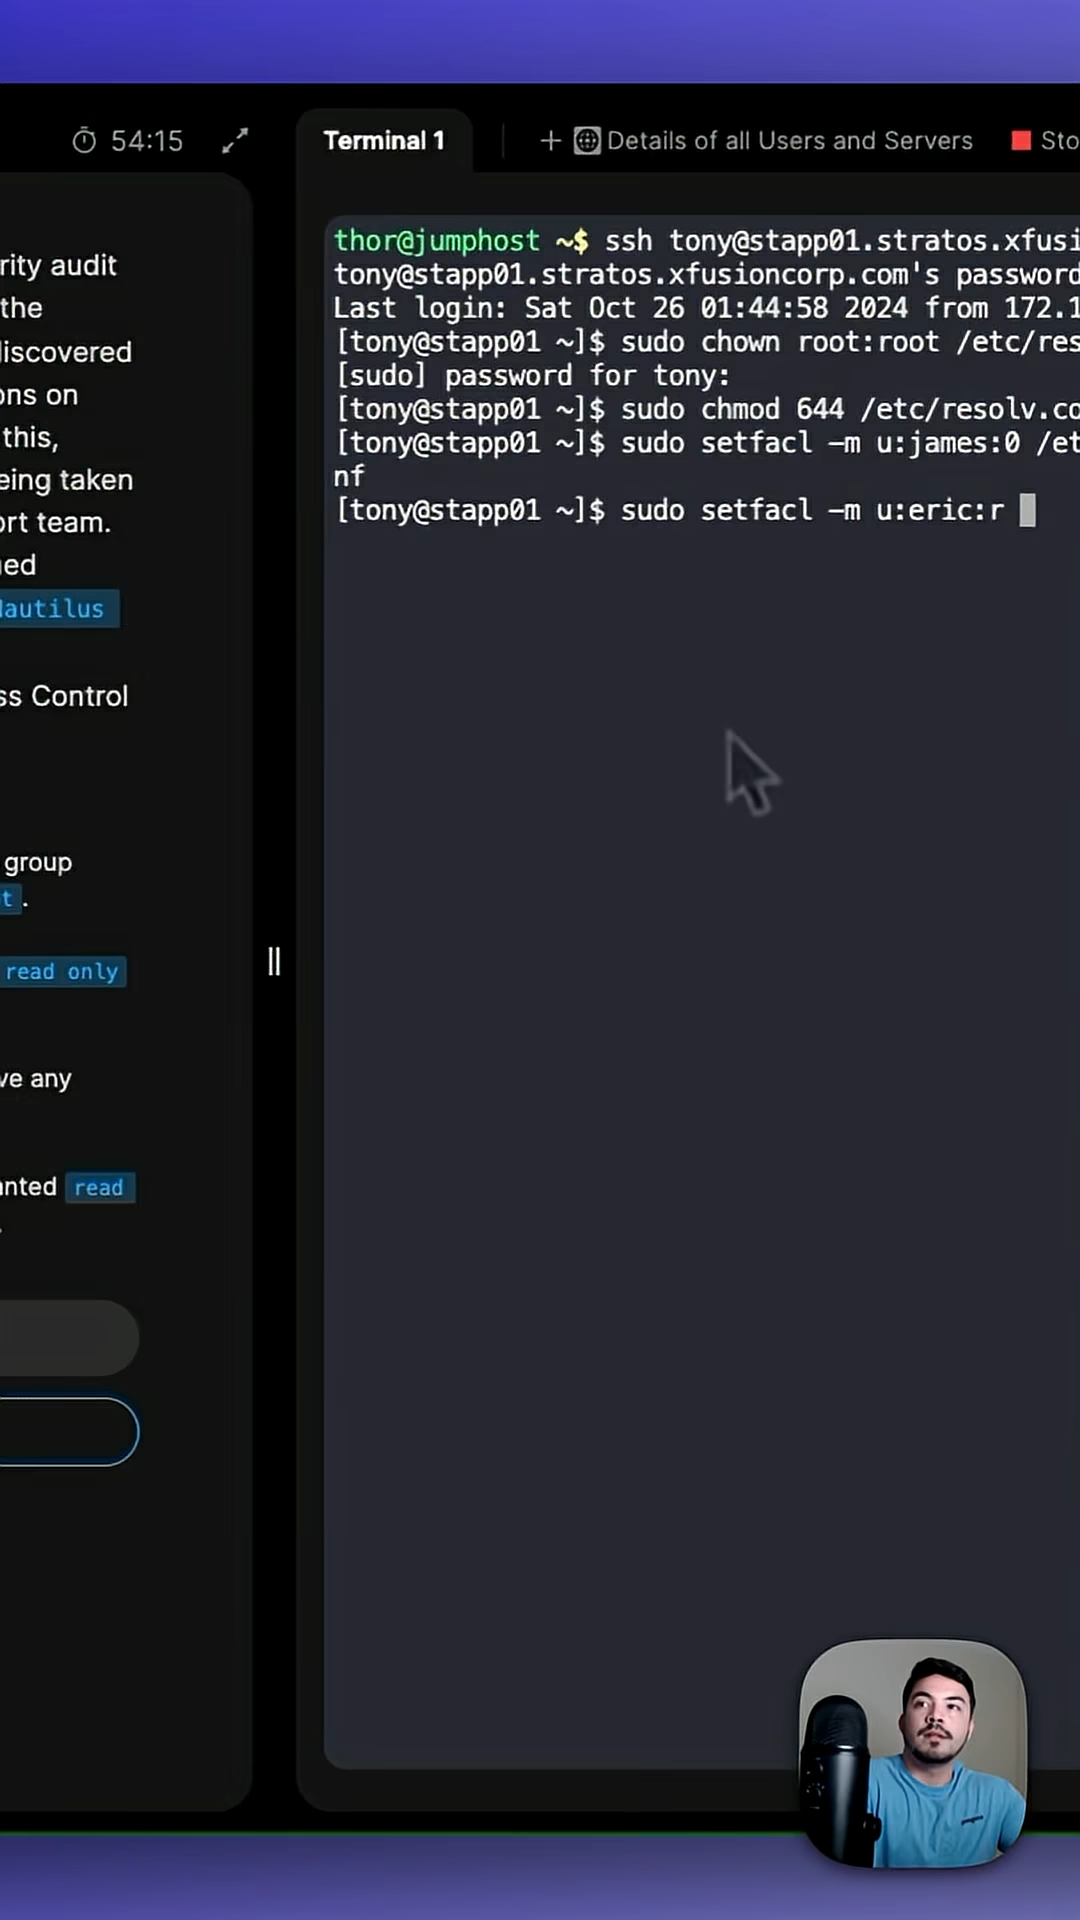 54:15
Terminal 1
+ Details of all Users and Servers
Sto
rity audit
the
discovered
ons on
this,
eing taken
ort team.
ned
Nautilus
ss Control
group
t.
read only
ve any
anted read
thor@jumphost ~$ ssh tony@stapp01.stratos.xfusi
tony@stapp01.stratos.xfusioncorp.com's password
Last login: Sat Oct 26 01:44:58 2024 from 172.1
[tony@stapp01 ~]$ sudo chown root:root /etc/res
[sudo] password for tony:
[tony@stapp01 ~]$ sudo chmod 644 /etc/resolv.co
[tony@stapp01 ~]$ sudo setfacl -m u:james:0 /et
nf
[tony@stapp01 ~]$ sudo setfacl -m u:eric:r